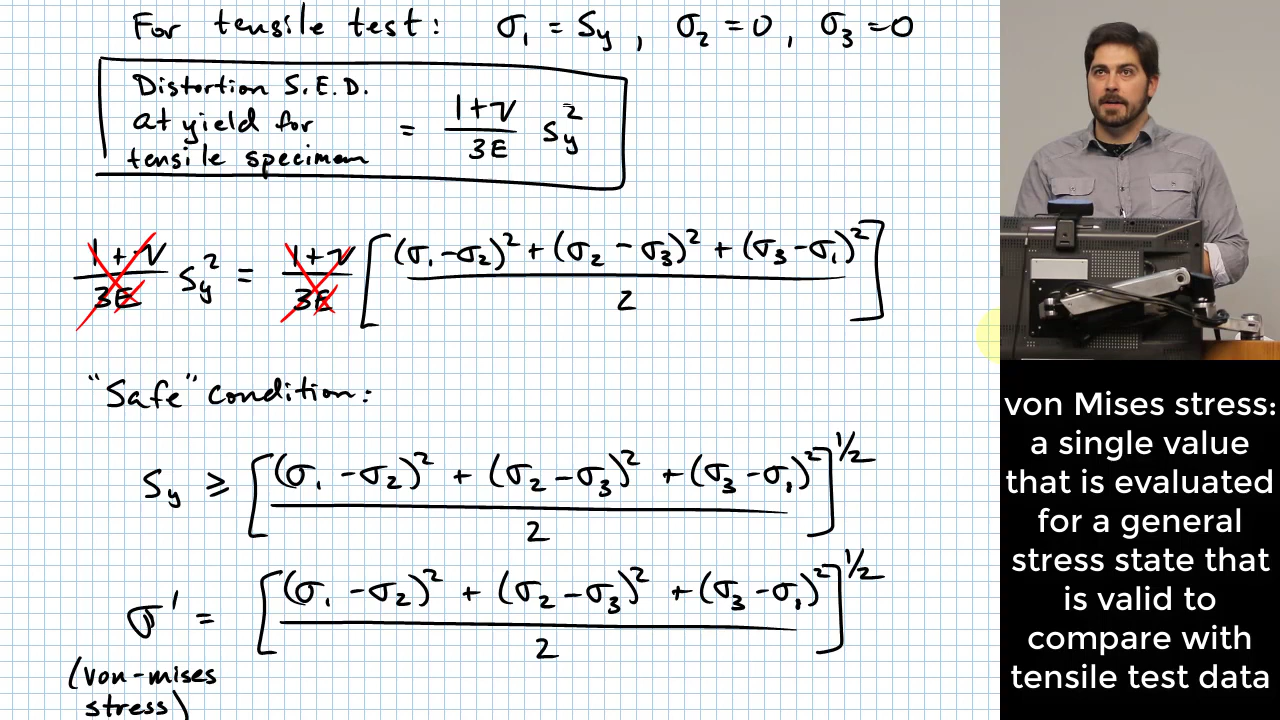 For tensile test: σ₁ = Sy , σ₂ = 0 , σ₃ = 0
Distortion S.E.D.
at yield for
tensile specimen = (1+ν)/(3E) Sy²
(1+ν)/(3E) Sy² = (1+ν)/(3E) [((σ₁-σ₂)² + (σ₂-σ₃)² + (σ₃-σ₁)²)/2]
"Safe" condition:
Sy ≥ [((σ₁-σ₂)² + (σ₂-σ₃)² + (σ₃-σ₁)²)/2]^1/2
σ' = [((σ₁-σ₂)² + (σ₂-σ₃)² + (σ₃-σ₁)²)/2]^1/2
(von-mises
stress)
von Mises stress:
a single value
that is evaluated
for a general
stress state that
is valid to
compare with
tensile test data